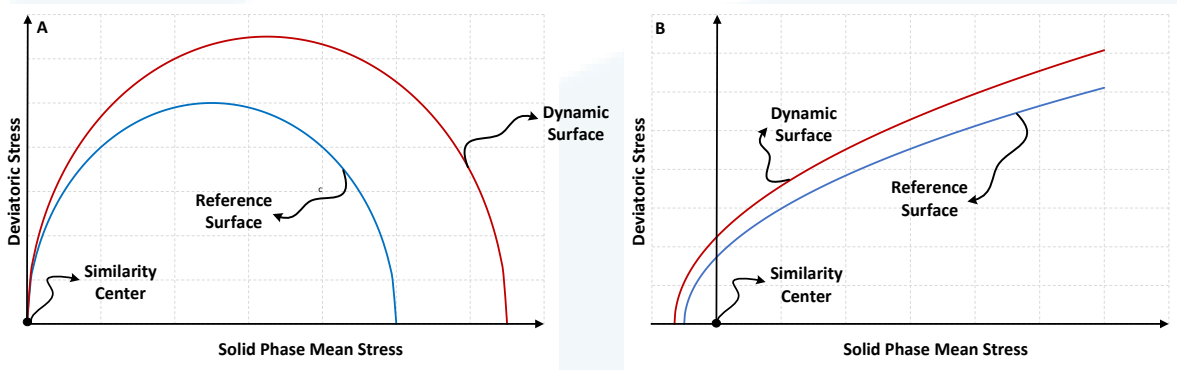 A
Deviatoric Stress
Dynamic
Surface
c
Reference
Surface
Similarity
Center
Solid Phase Mean Stress
B
Deviatoric Stress
Dynamic
Surface
Reference
Surface
Similarity
Center
Solid Phase Mean Stress